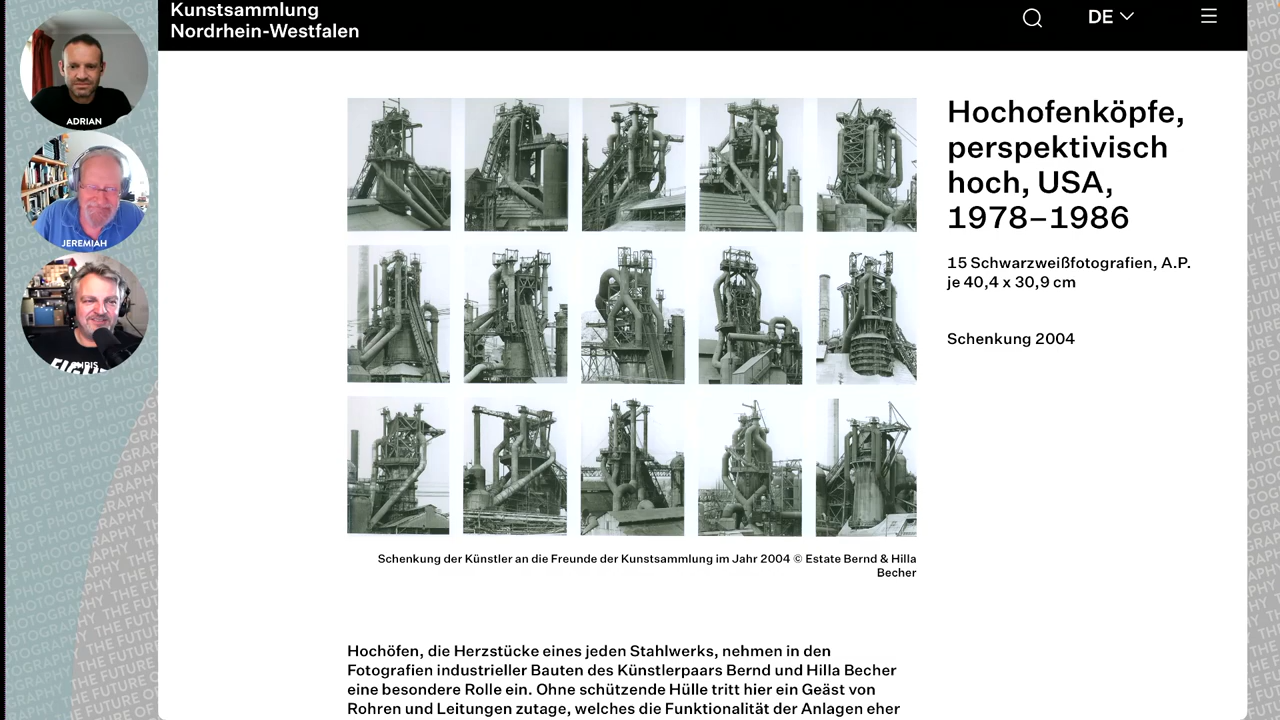 Kunstsammlung
Nordrhein-Westfalen
DE
ADRIAN
JEREMIAH
Hochofenköpfe,
perspektivisch
hoch, USA,
1978–1986
15 Schwarzweißfotografien, A.P.
je 40,4 x 30,9 cm
Schenkung 2004
Schenkung der Künstler an die Freunde der Kunstsammlung im Jahr 2004 © Estate Bernd & Hilla
Becher
Hochöfen, die Herzstücke eines jeden Stahlwerks, nehmen in den
Fotografien industrieller Bauten des Künstlerpaars Bernd und Hilla Becher
eine besondere Rolle ein. Ohne schützende Hülle tritt hier ein Geäst von
Rohren und Leitungen zutage, welches die Funktionalität der Anlagen eher
THE FUTURE OF PHOTOGRAPHY